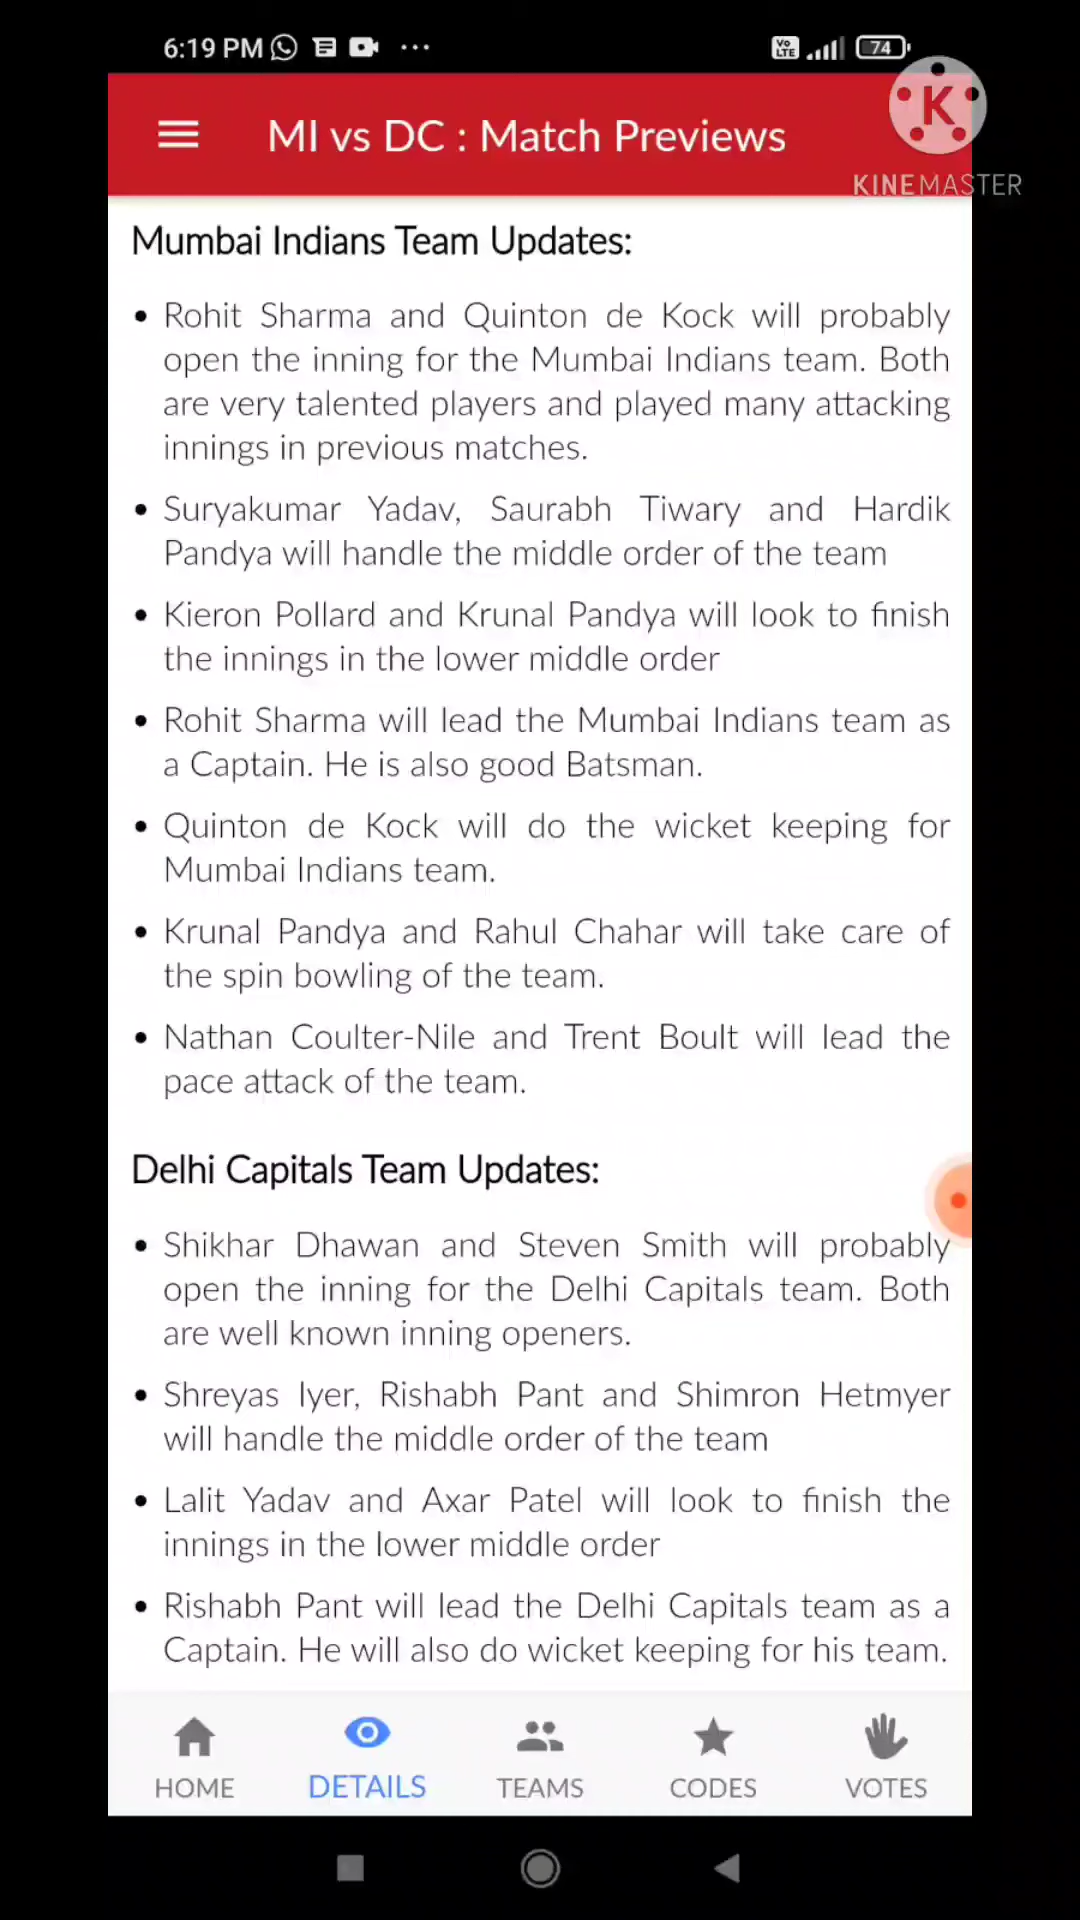 6:19 PM
Vo
LTE
74
MI vs DC : Match Previews
K
KINEMASTER
Mumbai Indians Team Updates:
• Rohit Sharma and Quinton de Kock will probably
open the inning for the Mumbai Indians team. Both
are very talented players and played many attacking
innings in previous matches.
• Suryakumar Yadav, Saurabh Tiwary and Hardik
Pandya will handle the middle order of the team
• Kieron Pollard and Krunal Pandya will look to finish
the innings in the lower middle order
• Rohit Sharma will lead the Mumbai Indians team as
a Captain. He is also good Batsman.
• Quinton de Kock will do the wicket keeping for
Mumbai Indians team.
• Krunal Pandya and Rahul Chahar will take care of
the spin bowling of the team.
• Nathan Coulter-Nile and Trent Boult will lead the
pace attack of the team.
Delhi Capitals Team Updates:
• Shikhar Dhawan and Steven Smith will probably
open the inning for the Delhi Capitals team. Both
are well known inning openers.
• Shreyas Iyer, Rishabh Pant and Shimron Hetmyer
will handle the middle order of the team
• Lalit Yadav and Axar Patel will look to finish the
innings in the lower middle order
• Rishabh Pant will lead the Delhi Capitals team as a
Captain. He will also do wicket keeping for his team.
HOME DETAILS TEAMS CODES VOTES